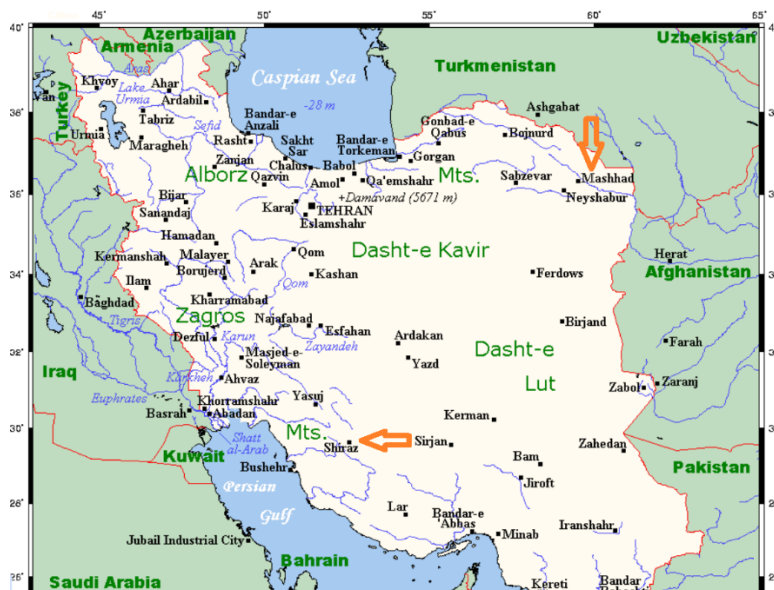 40˚ 45˚ 50˚ 55˚ 60˚ 4
Azerbaijan
Armenia
Uzbekistan
Caspian Sea
Turkmenistan
Aras
Khvoy
Ahar
Lake
Urmia
Ardabil
Van
-28 m
Ashgabat
38˚
Turkey
Tabriz
Bandar-e
Anzali
Gonbad-e
Qabus
Bojnurd
Urmia
Maragheh
Sefid
Rasht
Sakht
Sar
Bandar-e
Torkeman
Gorgan
Zanjan
Chalus
Babol
Alborz
Mts.
Sabzevar
Mashhad
Qazvin
Amol
Qa'emshahr
36˚
Bijar
+Damavand (5671 m)
Neyshabur
Sanandaj
Karaj
TEHRAN
Eslamshahr
Hamadan
Dasht-e Kavir
Kermanshah
Malayer
Arak
Qom
Herat
Borujerd
Kashan
Ferdows
Afghanistan
34˚
Ilam
Qom
Baghdad
Kharramabad
Zagros
Najafabad
Birjand
Tigris
Esfahan
Dezful
Karun
Zayandeh
Ardakan
Farah
32˚
Masjed-e-
Soleyman
Yazd
Dasht-e
Iraq
Karkheh
Ahvaz
Lut
Zabol
Zaranj
Euphrates
Khorramshahr
Yasuj
Basrah
Abadan
Kerman
30˚
Shatt
al-Arab
Mts.
Shiraz
Sirjan
Zahedan
Kuwait
Bushehr
Bam
Pakistan
Persian
Gulf
Jiroft
Lar
Bandar-e
'Abbas
Iranshahr
Jubail Industrial City
Minab
Bahrain
Saudi Arabia
Kereti
Bandar